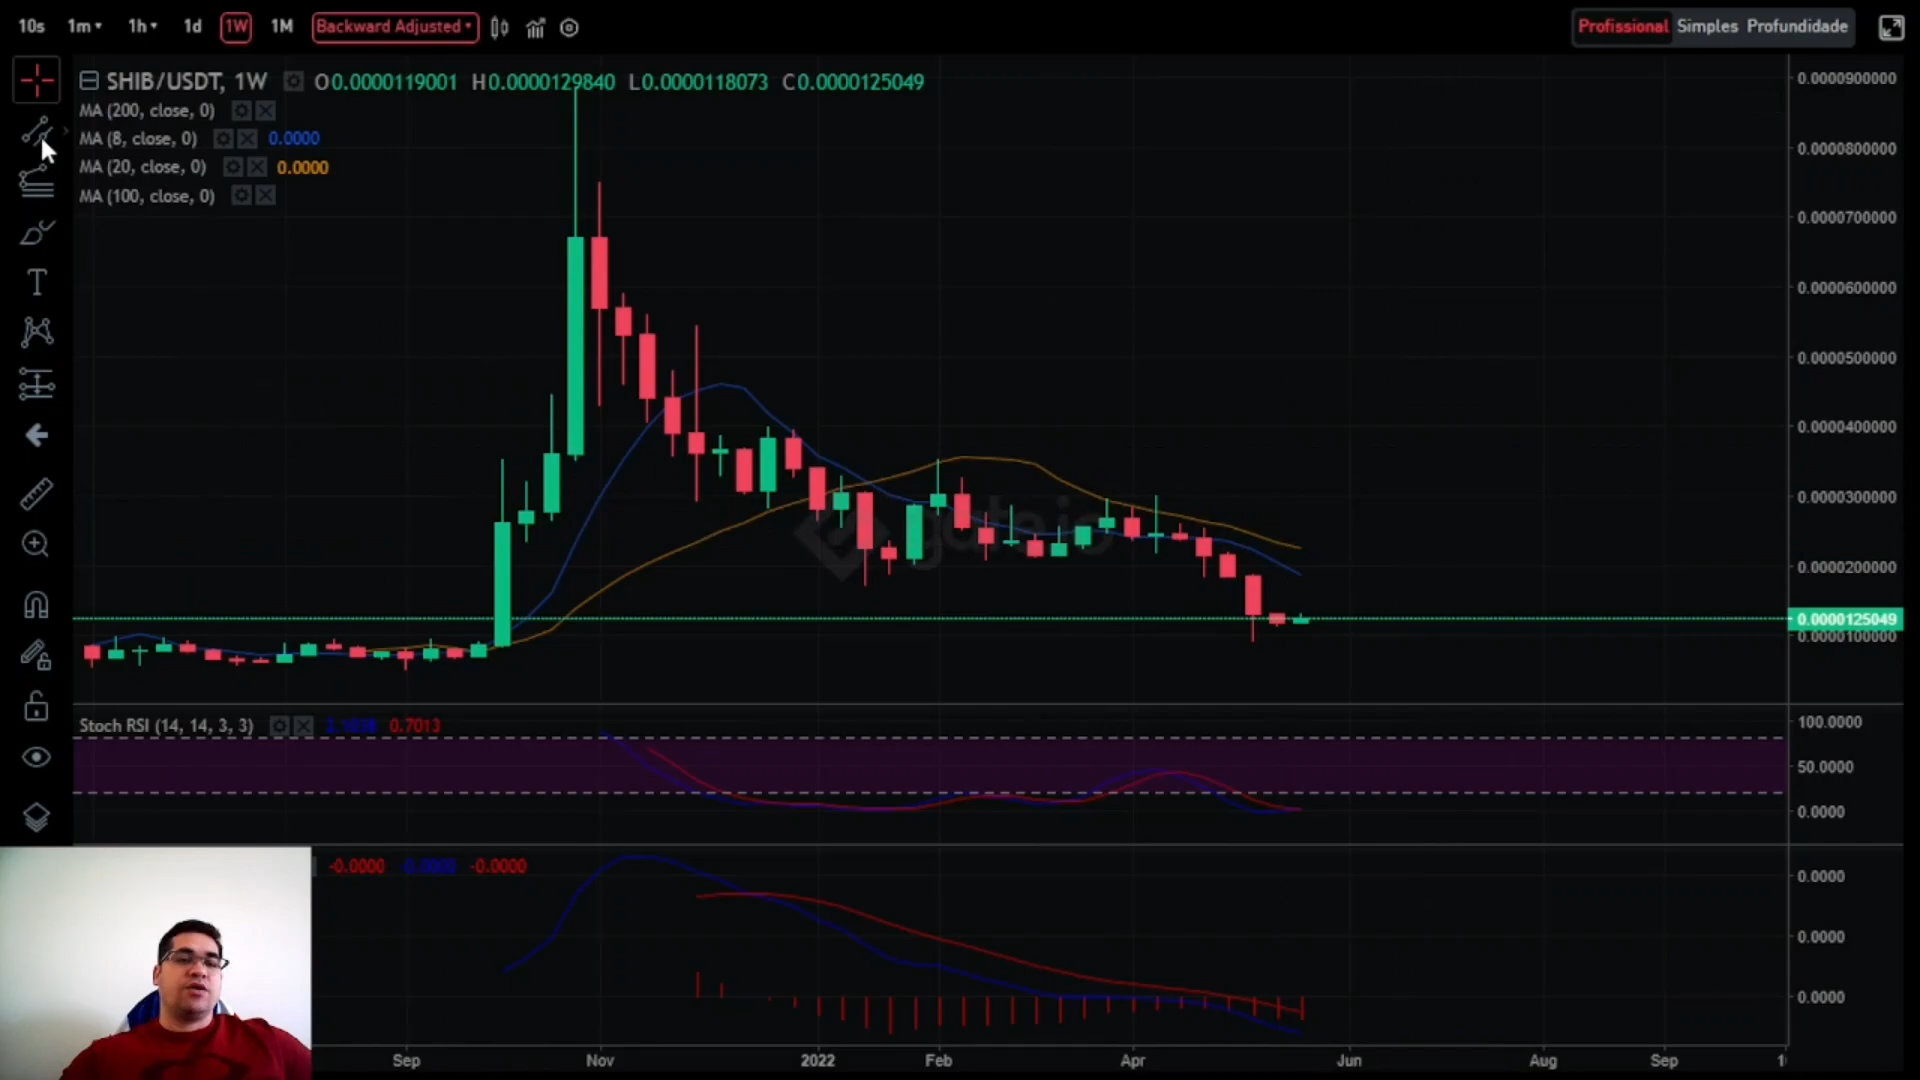 10s 1m 1h 1d 1W 1M Backward Adjusted Profissional Simples Profundidade
SHIB/USDT, 1W O0.0000119001 H0.0000129840 L0.0000118073 C0.0000125049
MA (200, close, 0)
MA (8, close, 0) 0.0000
MA (20, close, 0) 0.0000
MA (100, close, 0)
0.0000900000
0.0000800000
0.0000700000
0.0000600000
0.0000500000
0.0000400000
0.0000300000
0.0000200000
0.0000125049
0.0000100000
gate.io
Stoch RSI (14, 14, 3, 3) 0.7013
100.0000
50.0000
0.0000
-0.0000 -0.0000 -0.0000
0.0000
0.0000
0.0000
Sep Nov 2022 Feb Apr Jun Aug Sep